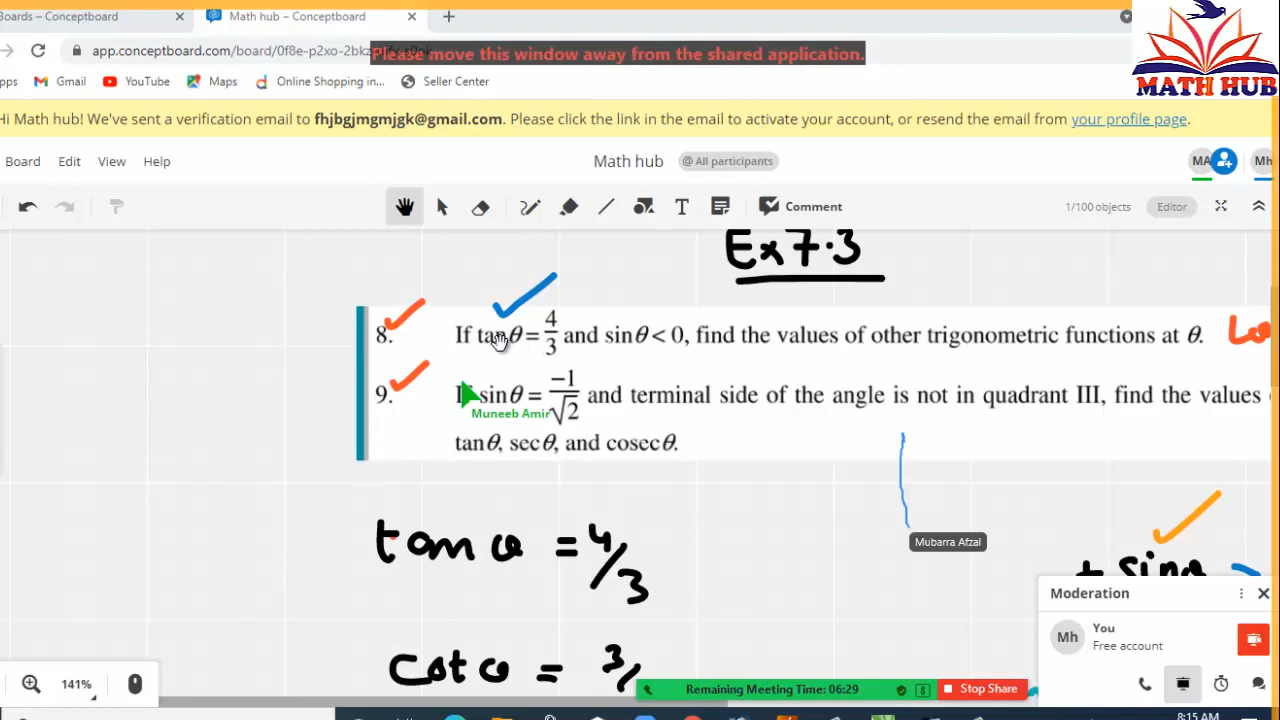 Boards – Conceptboard
Math hub – Conceptboard
app.conceptboard.com/board/0f8e-p2xo-2bkz
Please move this window away from the shared application.
MATH HUB
Gmail
YouTube
Maps
Online Shopping in...
Seller Center
Hi Math hub! We've sent a verification email to fhjbgjmgmjgk@gmail.com. Please click the link in the email to activate your account, or resend the email from your profile page.
Board Edit View Help
Math hub
@ All participants
MA
Mh
Comment
1/100 objects
Editor
Ex 7.3
8. If tanθ = 4/3 and sinθ < 0, find the values of other trigonometric functions at θ.
9. If sinθ = −1/√2 and terminal side of the angle is not in quadrant III, find the values
Muneeb Amir
tanθ, secθ, and cosecθ.
Mubarra Afzal
tan θ = 4/3
+ sin θ
cot θ = 3/
Moderation
Mh
You
Free account
141%
Remaining Meeting Time: 06:29
Stop Share
8:15 AM